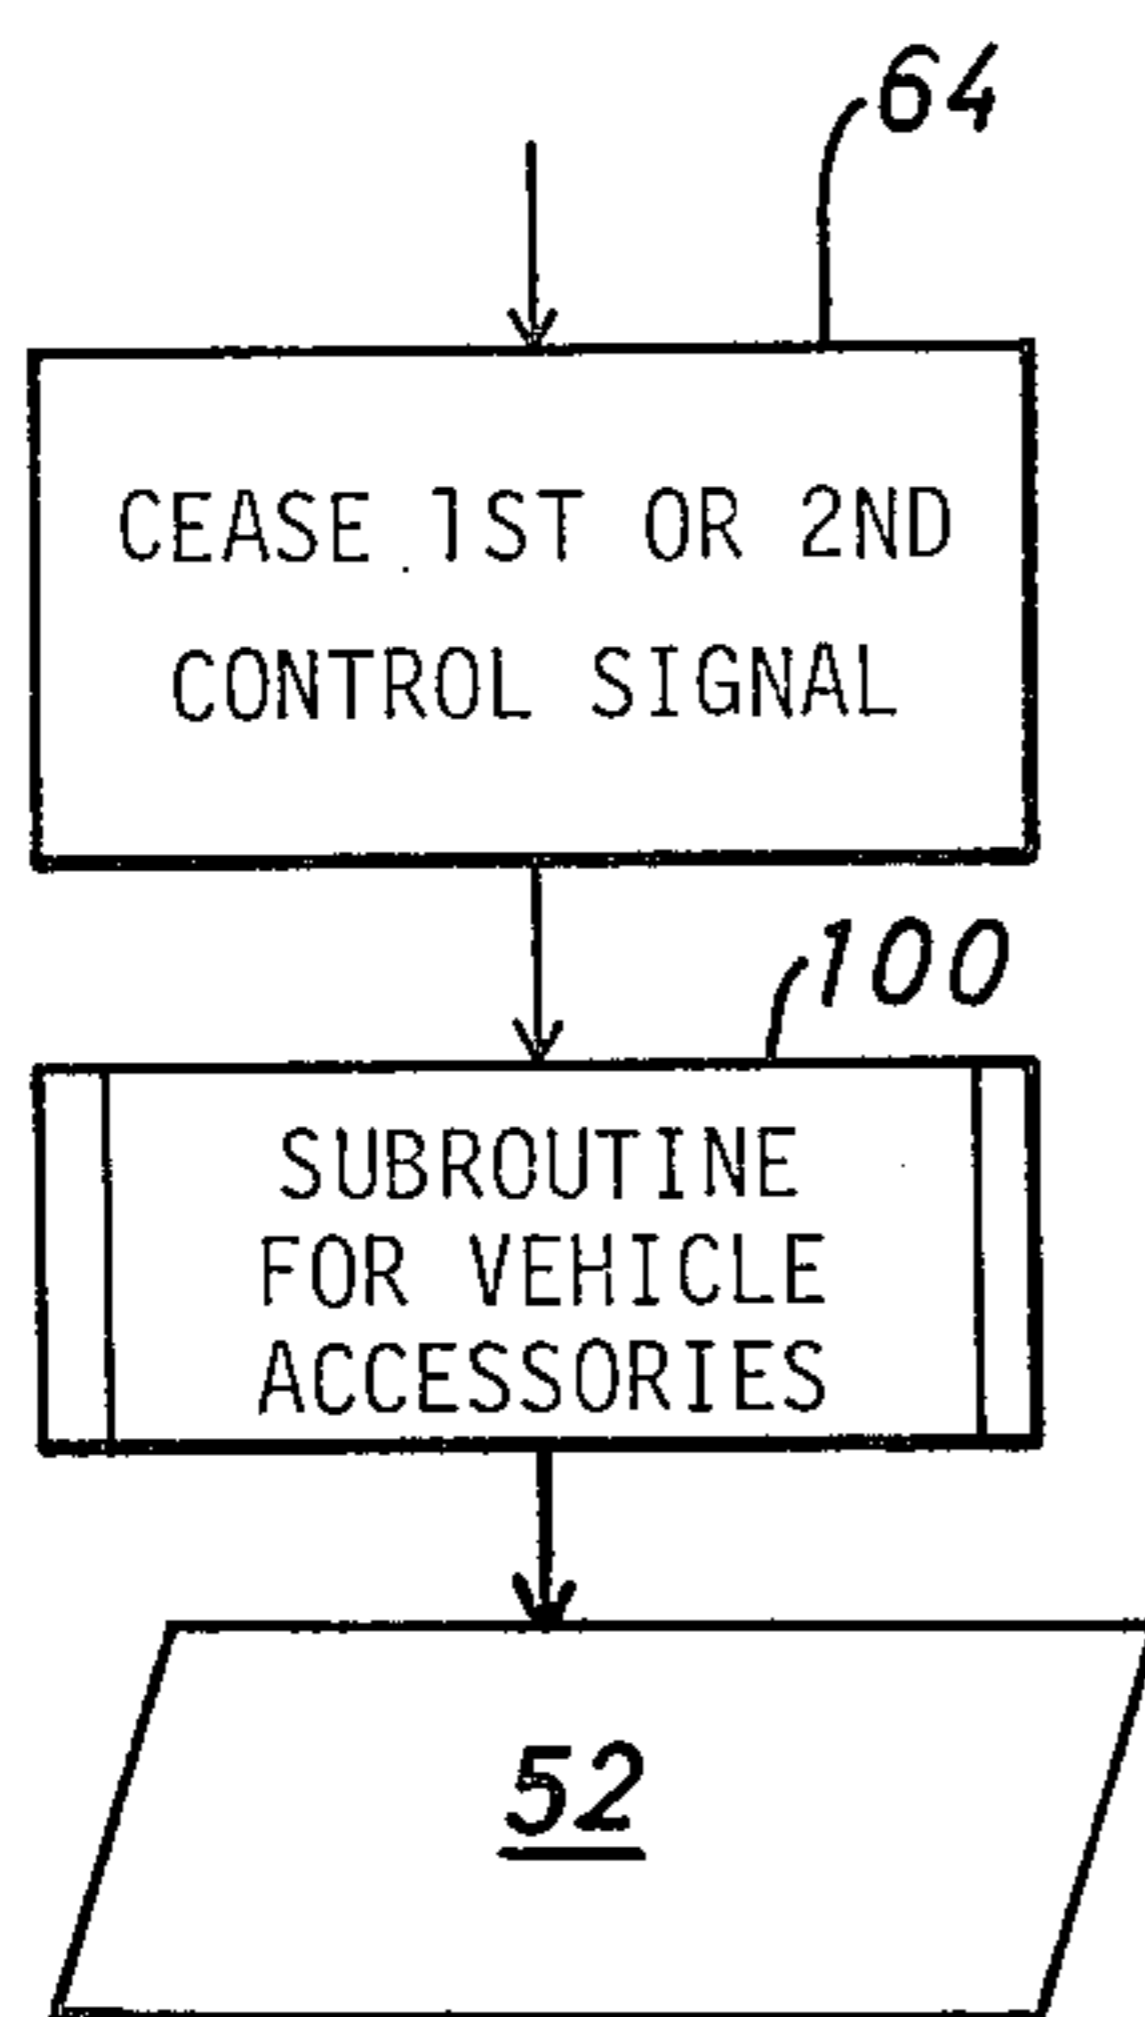 64
CEASE 1ST OR 2ND
CONTROL SIGNAL
100
SUBROUTINE
FOR VEHICLE
ACCESSORIES
52